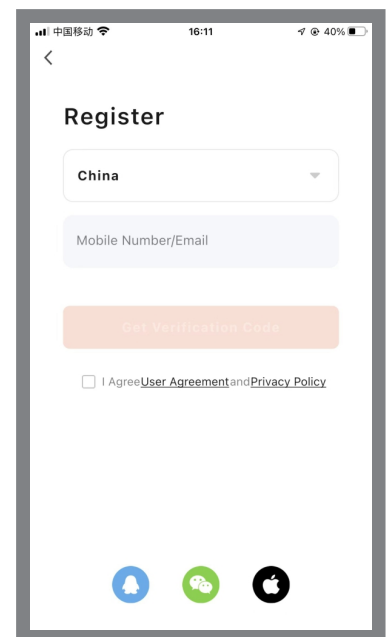 中国移动 16:11 40%
Register
China
Mobile Number/Email
Get Verification Code
I Agree User Agreement and Privacy Policy